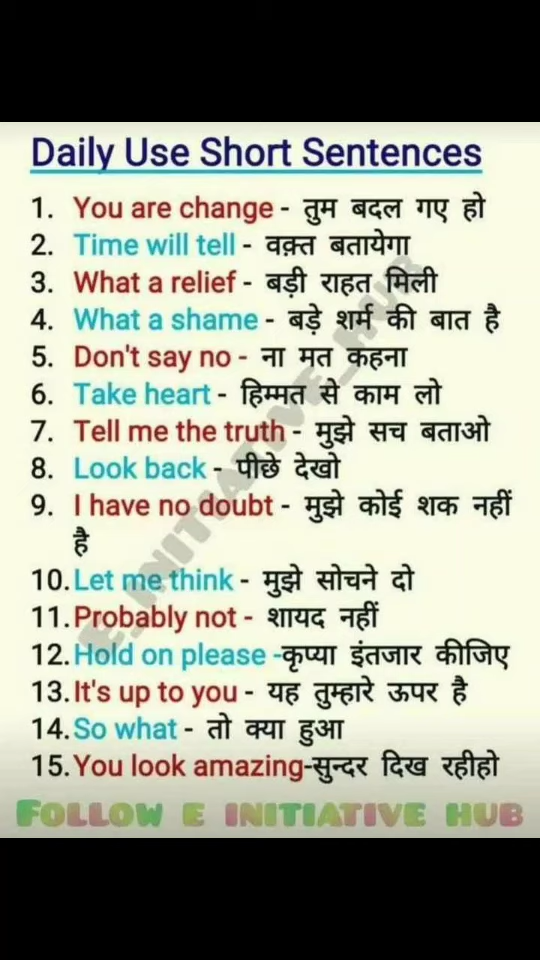 Daily Use Short Sentences
1. You are change - तुम बदल गए हो
2. Time will tell - वक़्त बतायेगा
3. What a relief - बड़ी राहत मिली
4. What a shame - बड़े शर्म की बात है
5. Don't say no - ना मत कहना
6. Take heart - हिम्मत से काम लो
7. Tell me the truth - मुझे सच बताओ
8. Look back - पीछे देखो
9. I have no doubt - मुझे कोई शक नहीं
है
10. Let me think - मुझे सोचने दो
11. Probably not - शायद नहीं
12. Hold on please -कृप्या इंतजार कीजिए
13. It's up to you - यह तुम्हारे ऊपर है
14. So what - तो क्या हुआ
15. You look amazing-सुन्दर दिख रहीहो
E_INITIATIVE_HUB
FOLLOW E INITIATIVE HUB